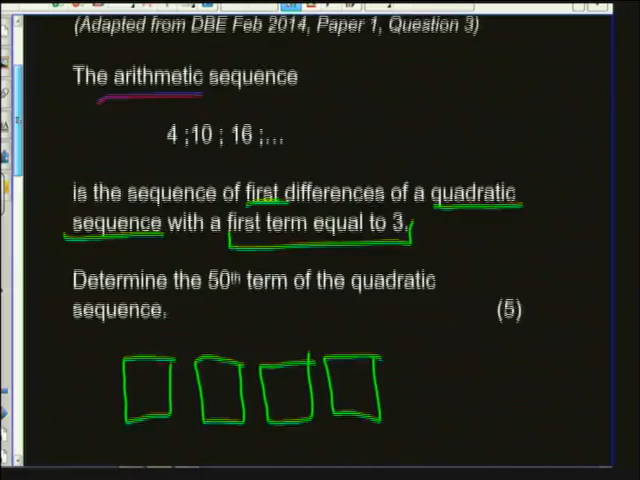 (Adapted from DBE Feb 2014, Paper 1, Question 3)
The arithmetic sequence
4 ;10 ; 16 ;...
is the sequence of first differences of a quadratic
sequence with a first term equal to 3.
Determine the 50th term of the quadratic
sequence. (5)